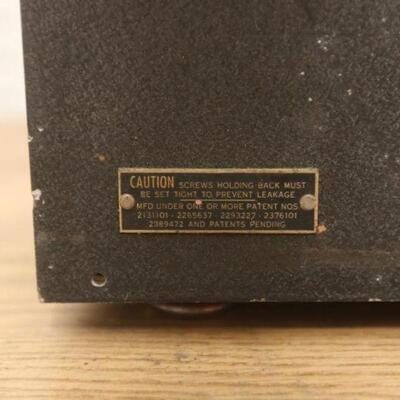 CAUTION SCREWS HOLDING BACK MUST
BE SET TIGHT TO PREVENT LEAKAGE
MFD UNDER ONE OR MORE PATENT NOS
2131101 - 2265637 - 2293227 - 2376101
2389472 AND PATENTS PENDING